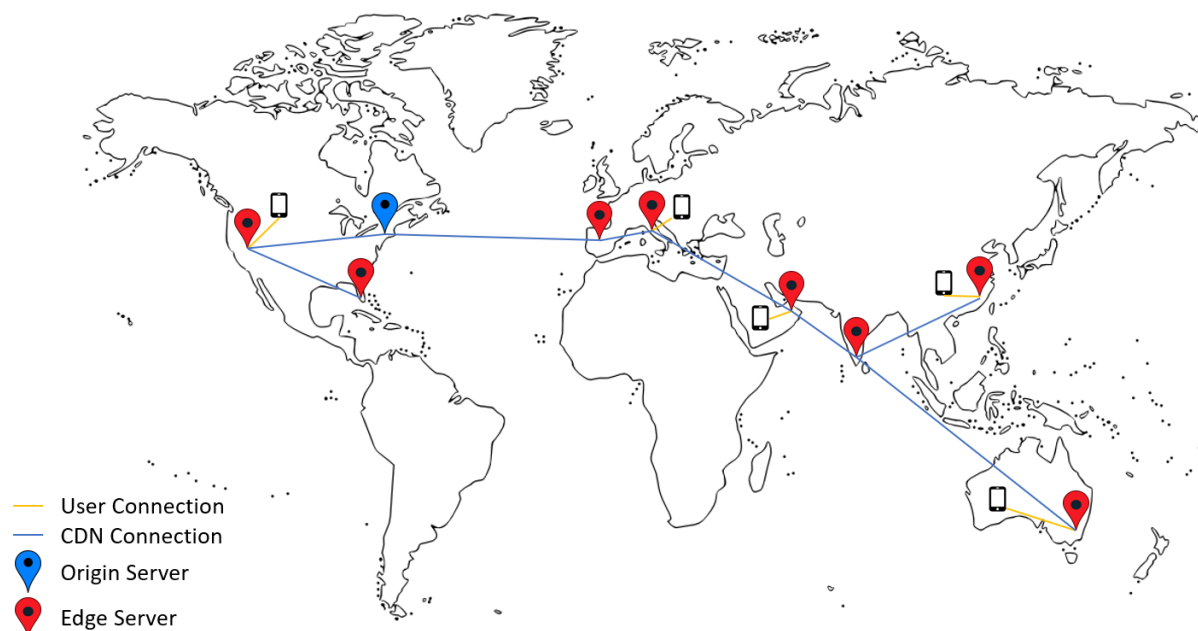 User Connection
CDN Connection
Origin Server
Edge Server